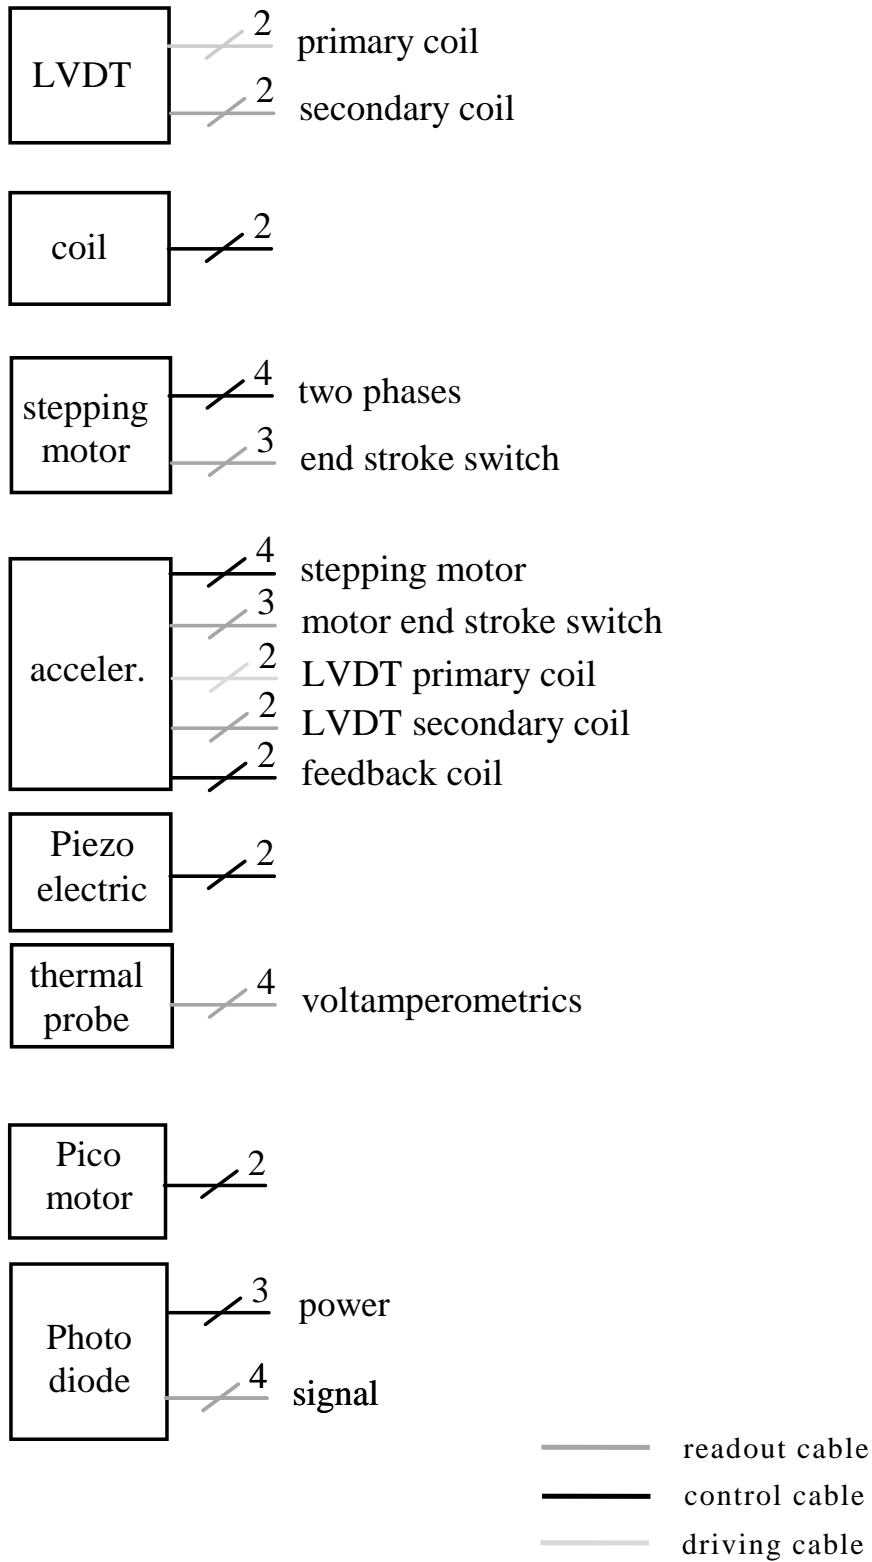 LVDT
2
primary coil
2
secondary coil
coil
2
stepping
motor
4
two phases
3
end stroke switch
acceler.
4
stepping motor
3
motor end stroke switch
2
LVDT primary coil
2
LVDT secondary coil
2
feedback coil
Piezo
electric
2
thermal
probe
4
voltamperometrics
Pico
motor
2
Photo
diode
3
power
4
signal
readout cable
control cable
driving cable